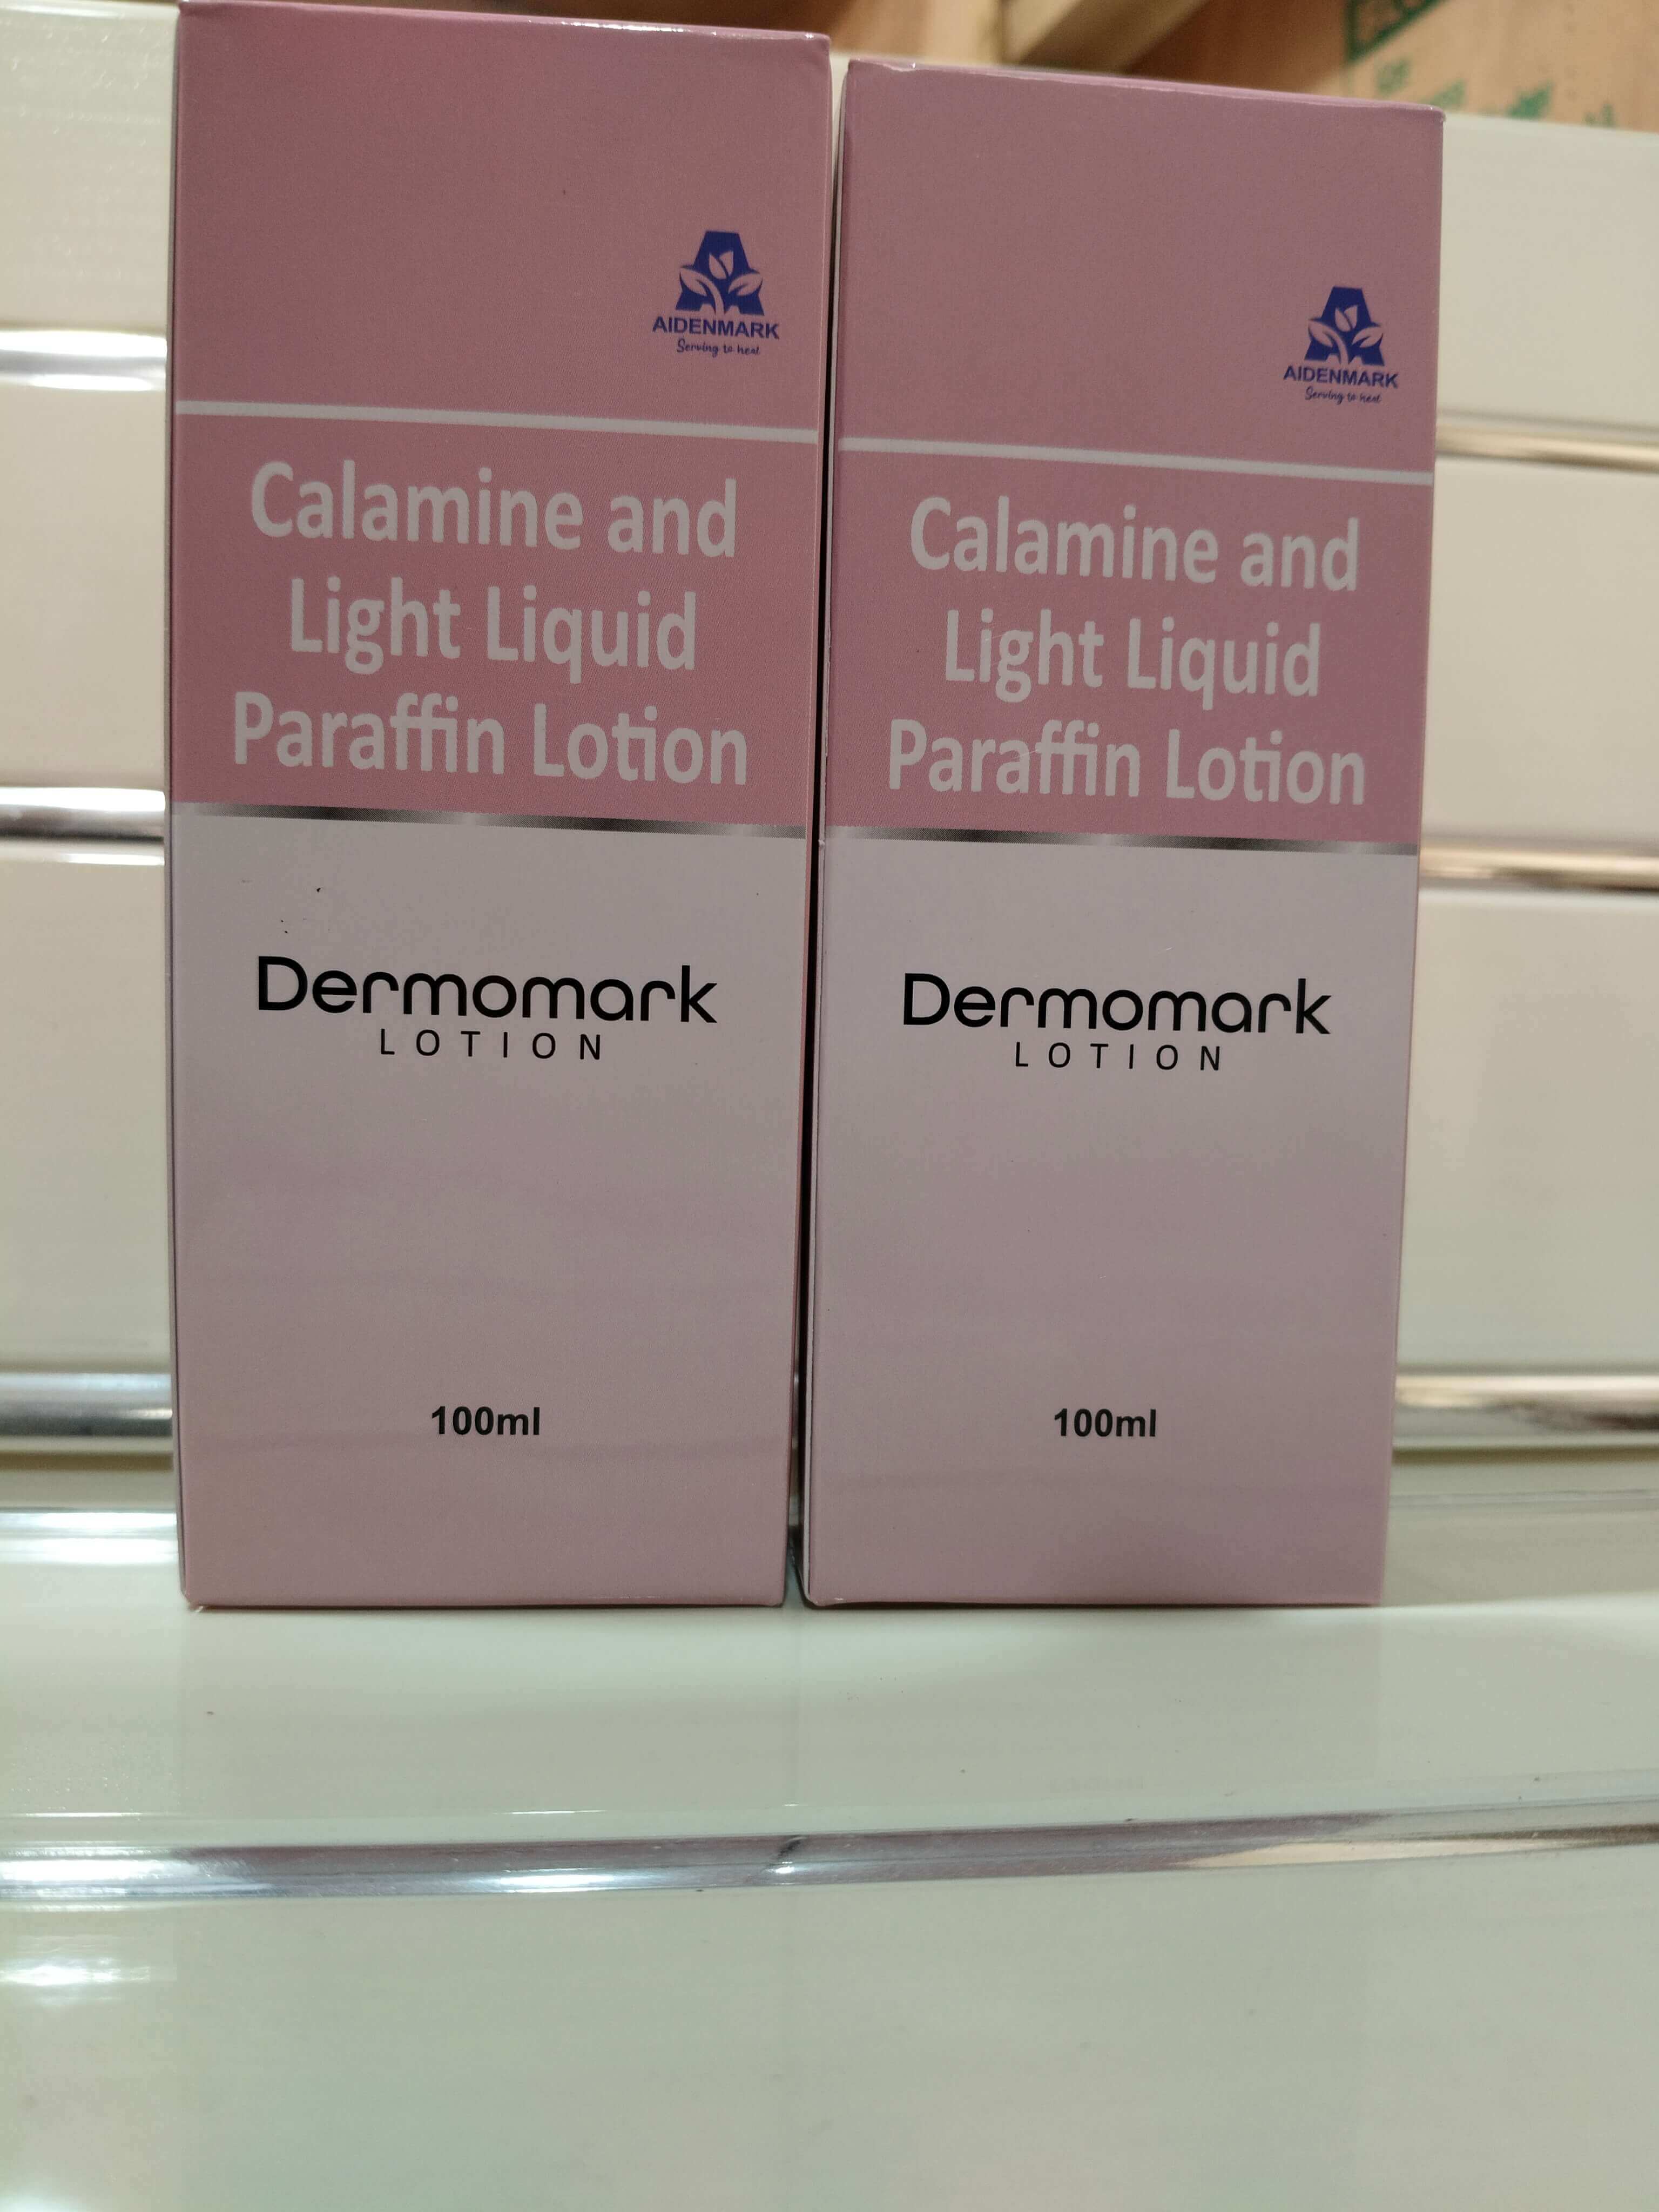 AIDENMARK
Serving to heal
Calamine and
Light Liquid
Paraffin Lotion
Dermomark
LOTION
100ml
AIDENMARK
Serving to heal
Calamine and
Light Liquid
Paraffin Lotion
Dermomark
LOTION
100ml